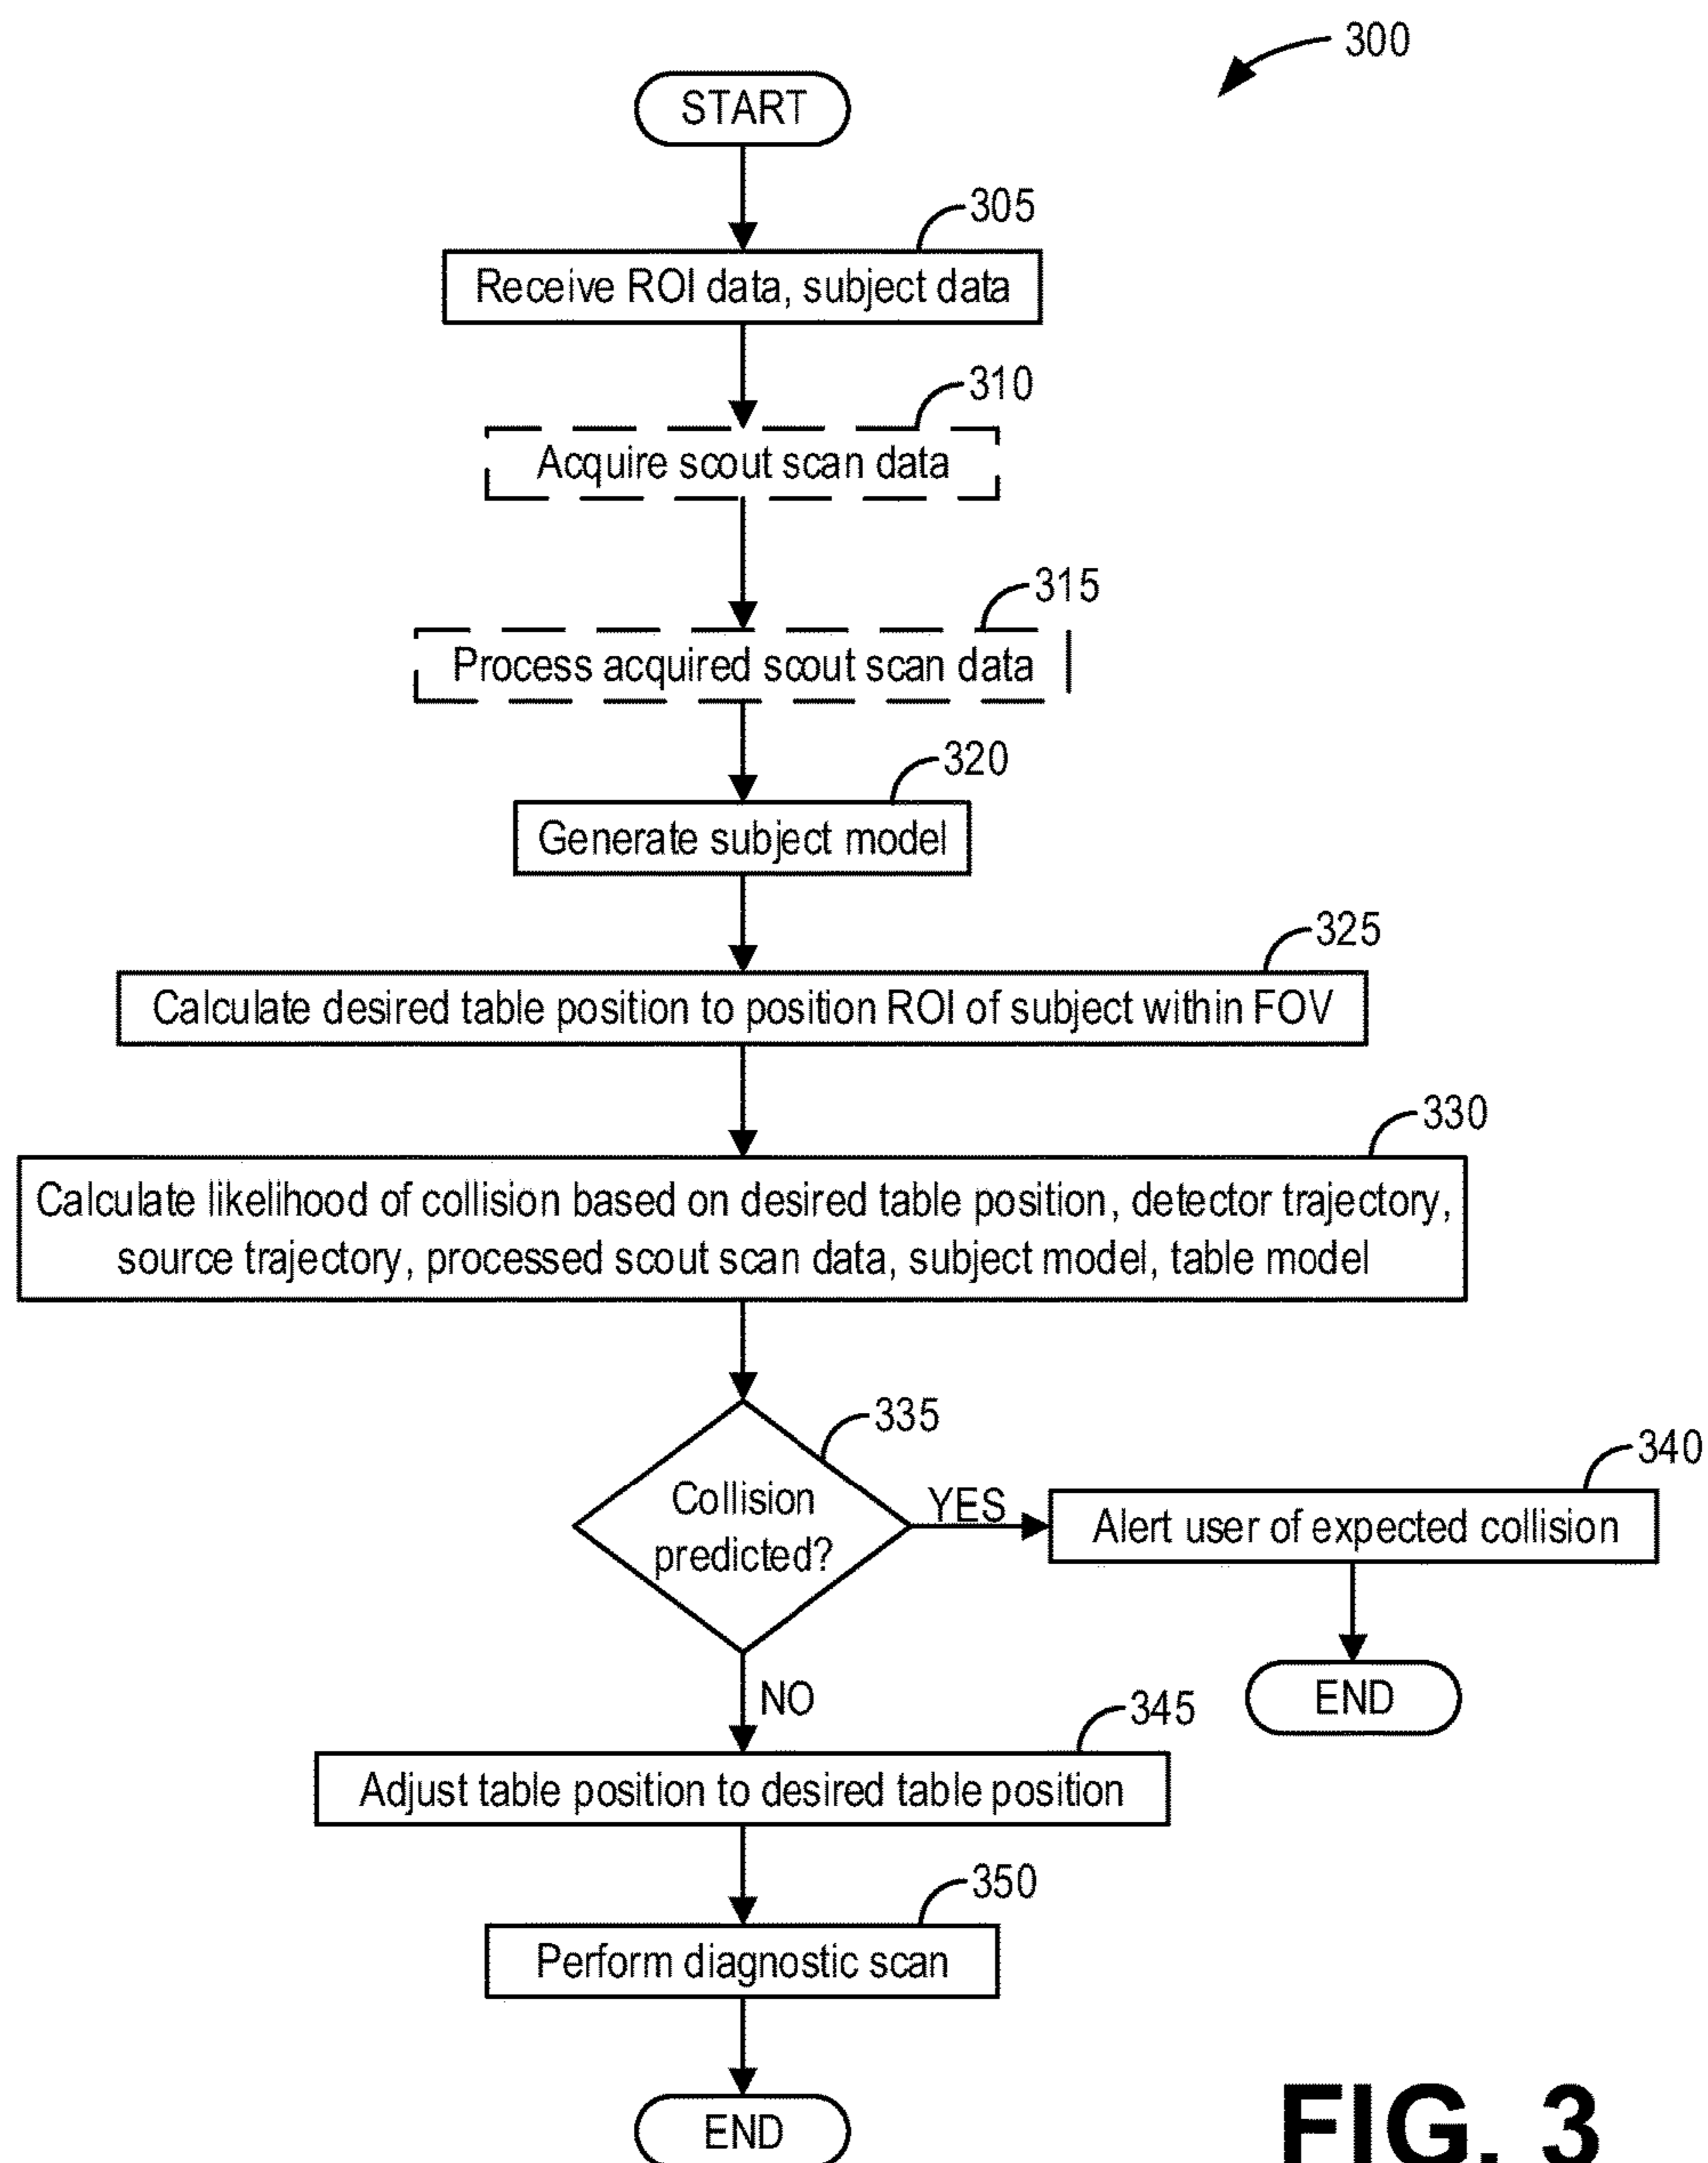 300
START
305
Receive ROI data, subject data
310
Acquire scout scan data
315
Process acquired scout scan data
320
Generate subject model
325
Calculate desired table position to position ROI of subject within FOV
330
Calculate likelihood of collision based on desired table position, detector trajectory,
source trajectory, processed scout scan data, subject model, table model
335
Collision
predicted?
YES
340
Alert user of expected collision
END
NO
345
Adjust table position to desired table position
350
Perform diagnostic scan
END
FIG. 3